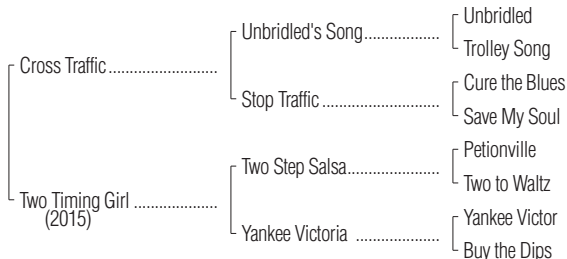 Unbridled
Unbridled's Song..................
Trolley Song
Cross Traffic.......................
Cure the Blues
Stop Traffic.........................
Save My Soul
Petionville
Two Step Salsa...................
Two to Waltz
Two Timing Girl .................
(2015)
Yankee Victor
Yankee Victoria .................
Buy the Dips